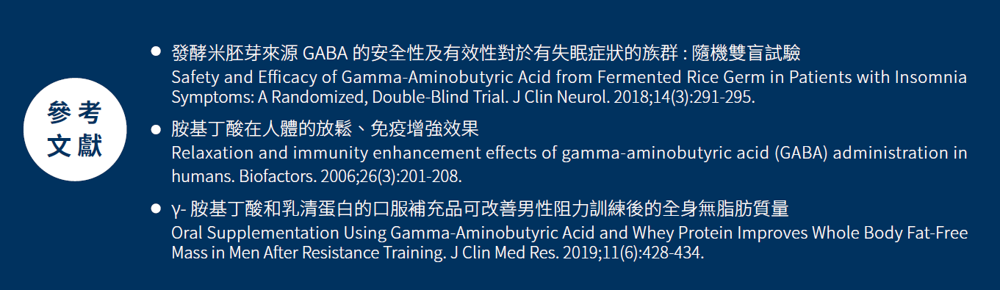 參考
文獻
發酵米胚芽來源 GABA 的安全性及有效性對於有失眠症狀的族群 : 隨機雙盲試驗
Safety and Efficacy of Gamma-Aminobutyric Acid from Fermented Rice Germ in Patients with Insomnia
Symptoms: A Randomized, Double-Blind Trial. J Clin Neurol. 2018;14(3):291-295.
胺基丁酸在人體的放鬆、免疫增強效果
Relaxation and immunity enhancement effects of gamma-aminobutyric acid (GABA) administration in
humans. Biofactors. 2006;26(3):201-208.
γ- 胺基丁酸和乳清蛋白的口服補充品可改善男性阻力訓練後的全身無脂肪質量
Oral Supplementation Using Gamma-Aminobutyric Acid and Whey Protein Improves Whole Body Fat-Free
Mass in Men After Resistance Training. J Clin Med Res. 2019;11(6):428-434.